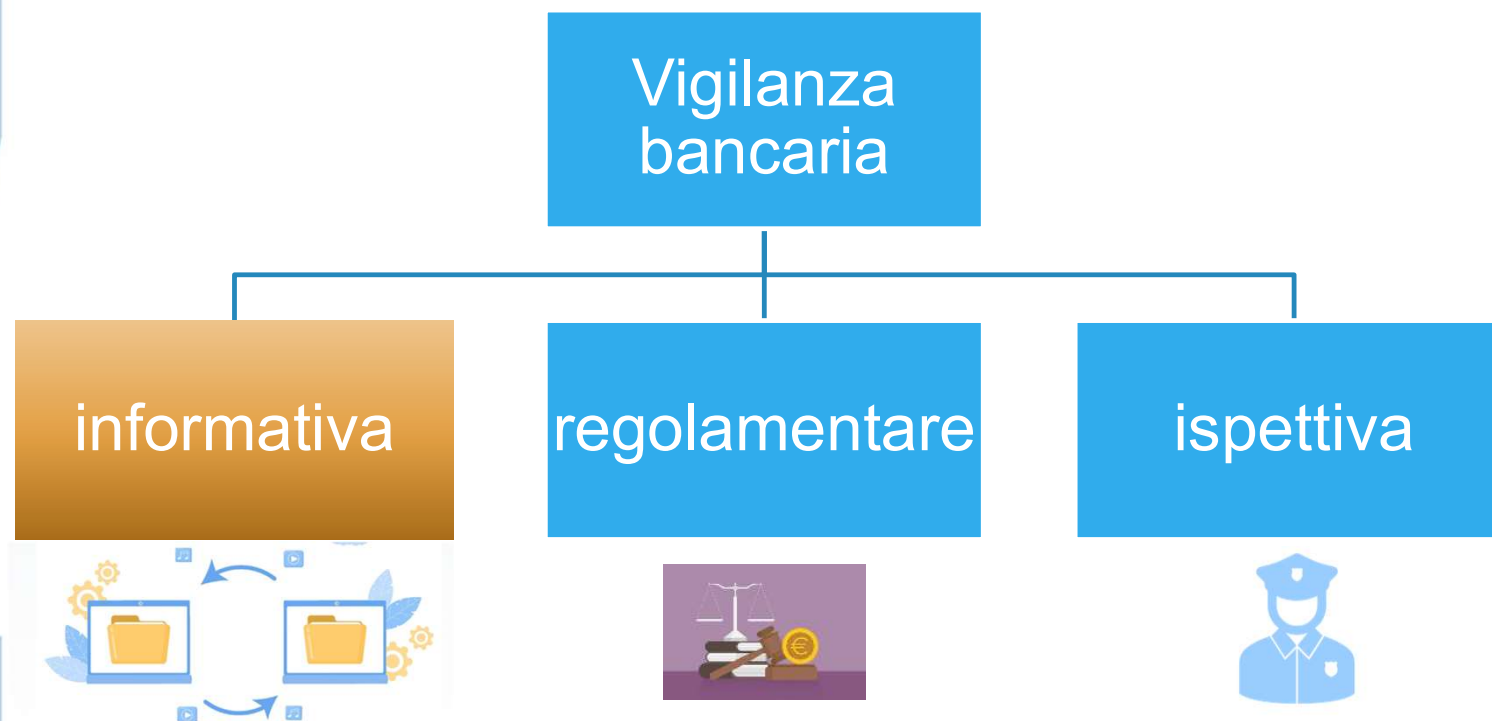 Vigilanza
bancaria
informativa
regolamentare
ispettiva
€